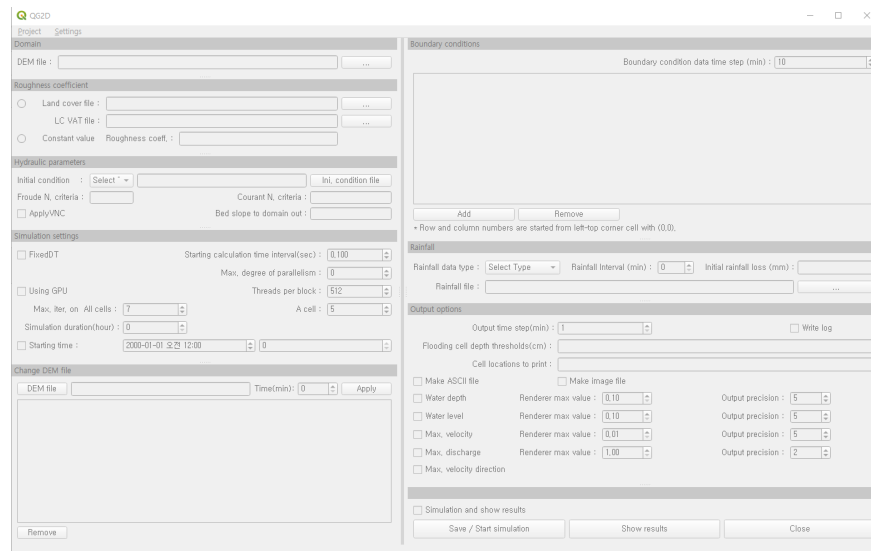 QG2D
Project Settings
Domain
DEM file : ...
Roughness coefficient
Land cover file : ...
LC VAT file : ...
Constant value Roughness coeff, :
Hydraulic parameters
Initial condition : Select Ini, condition file
Froude N, criteria : Courant N, criteria :
ApplyVNC Bed slope to domain out :
Simulation settings
FixedDT Starting calculation time interval(sec) : 0,100
Max, degree of parallelism : 0
Using GPU Threads per block : 512
Max, iter, on All cells : 7 A cell : 5
Simulation duration(hour) : 0
Starting time : 2000-01-01 오전 12:00 0
Change DEM file
DEM file Time(min): 0 Apply
Remove
Boundary conditions
Boundary condition data time step (min) : 10
Add Remove
* Row and column numbers are started from left-top corner cell with (0,0),
Rainfall
Rainfall data type : Select Type Rainfall Interval (min) : 0 Initial rainfall loss (mm) :
Rainfall file : ...
Output options
Output time step(min) : 1 Write log
Flooding cell depth thresholds(cm) :
Cell locations to print :
Make ASCII file Make image file
Water depth Renderer max value : 0,10 Output precision : 5
Water level Renderer max value : 0,10 Output precision : 5
Max, velocity Renderer max value : 0,01 Output precision : 5
Max, discharge Renderer max value : 1,00 Output precision : 2
Max, velocity direction
Simulation and show results
Save / Start simulation Show results Close